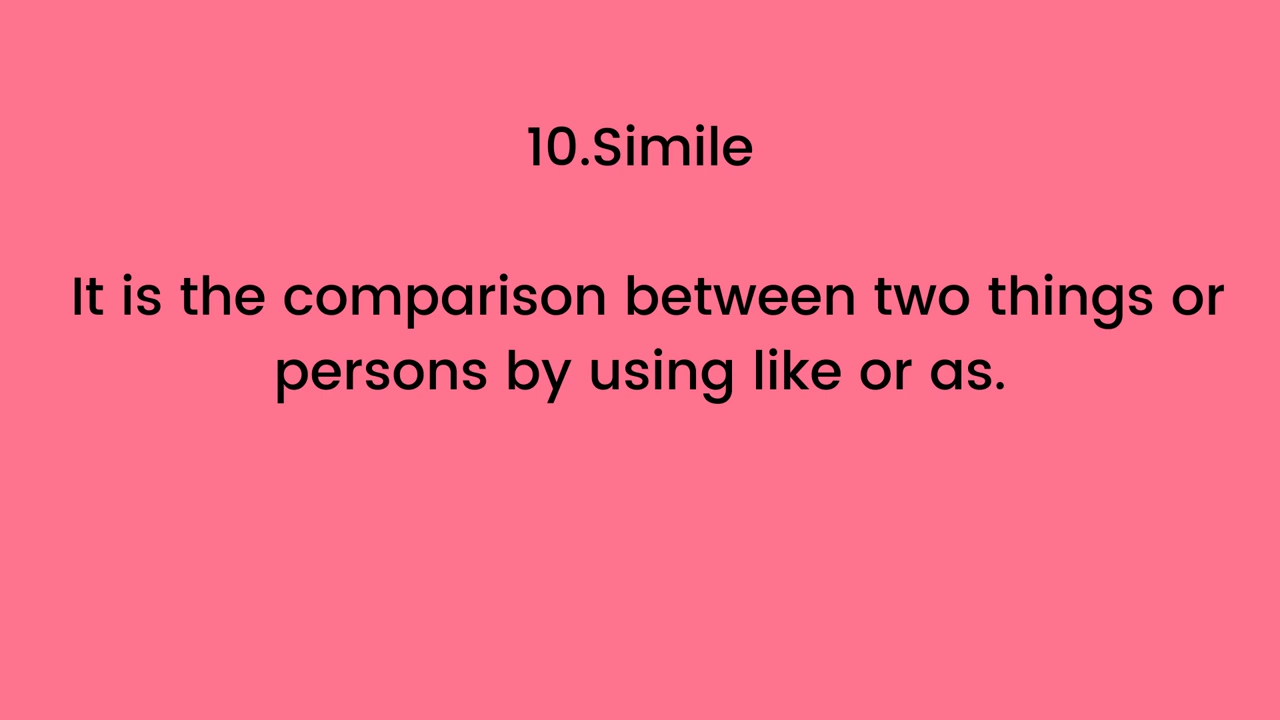 10.Simile
It is the comparison between two things or
persons by using like or as.